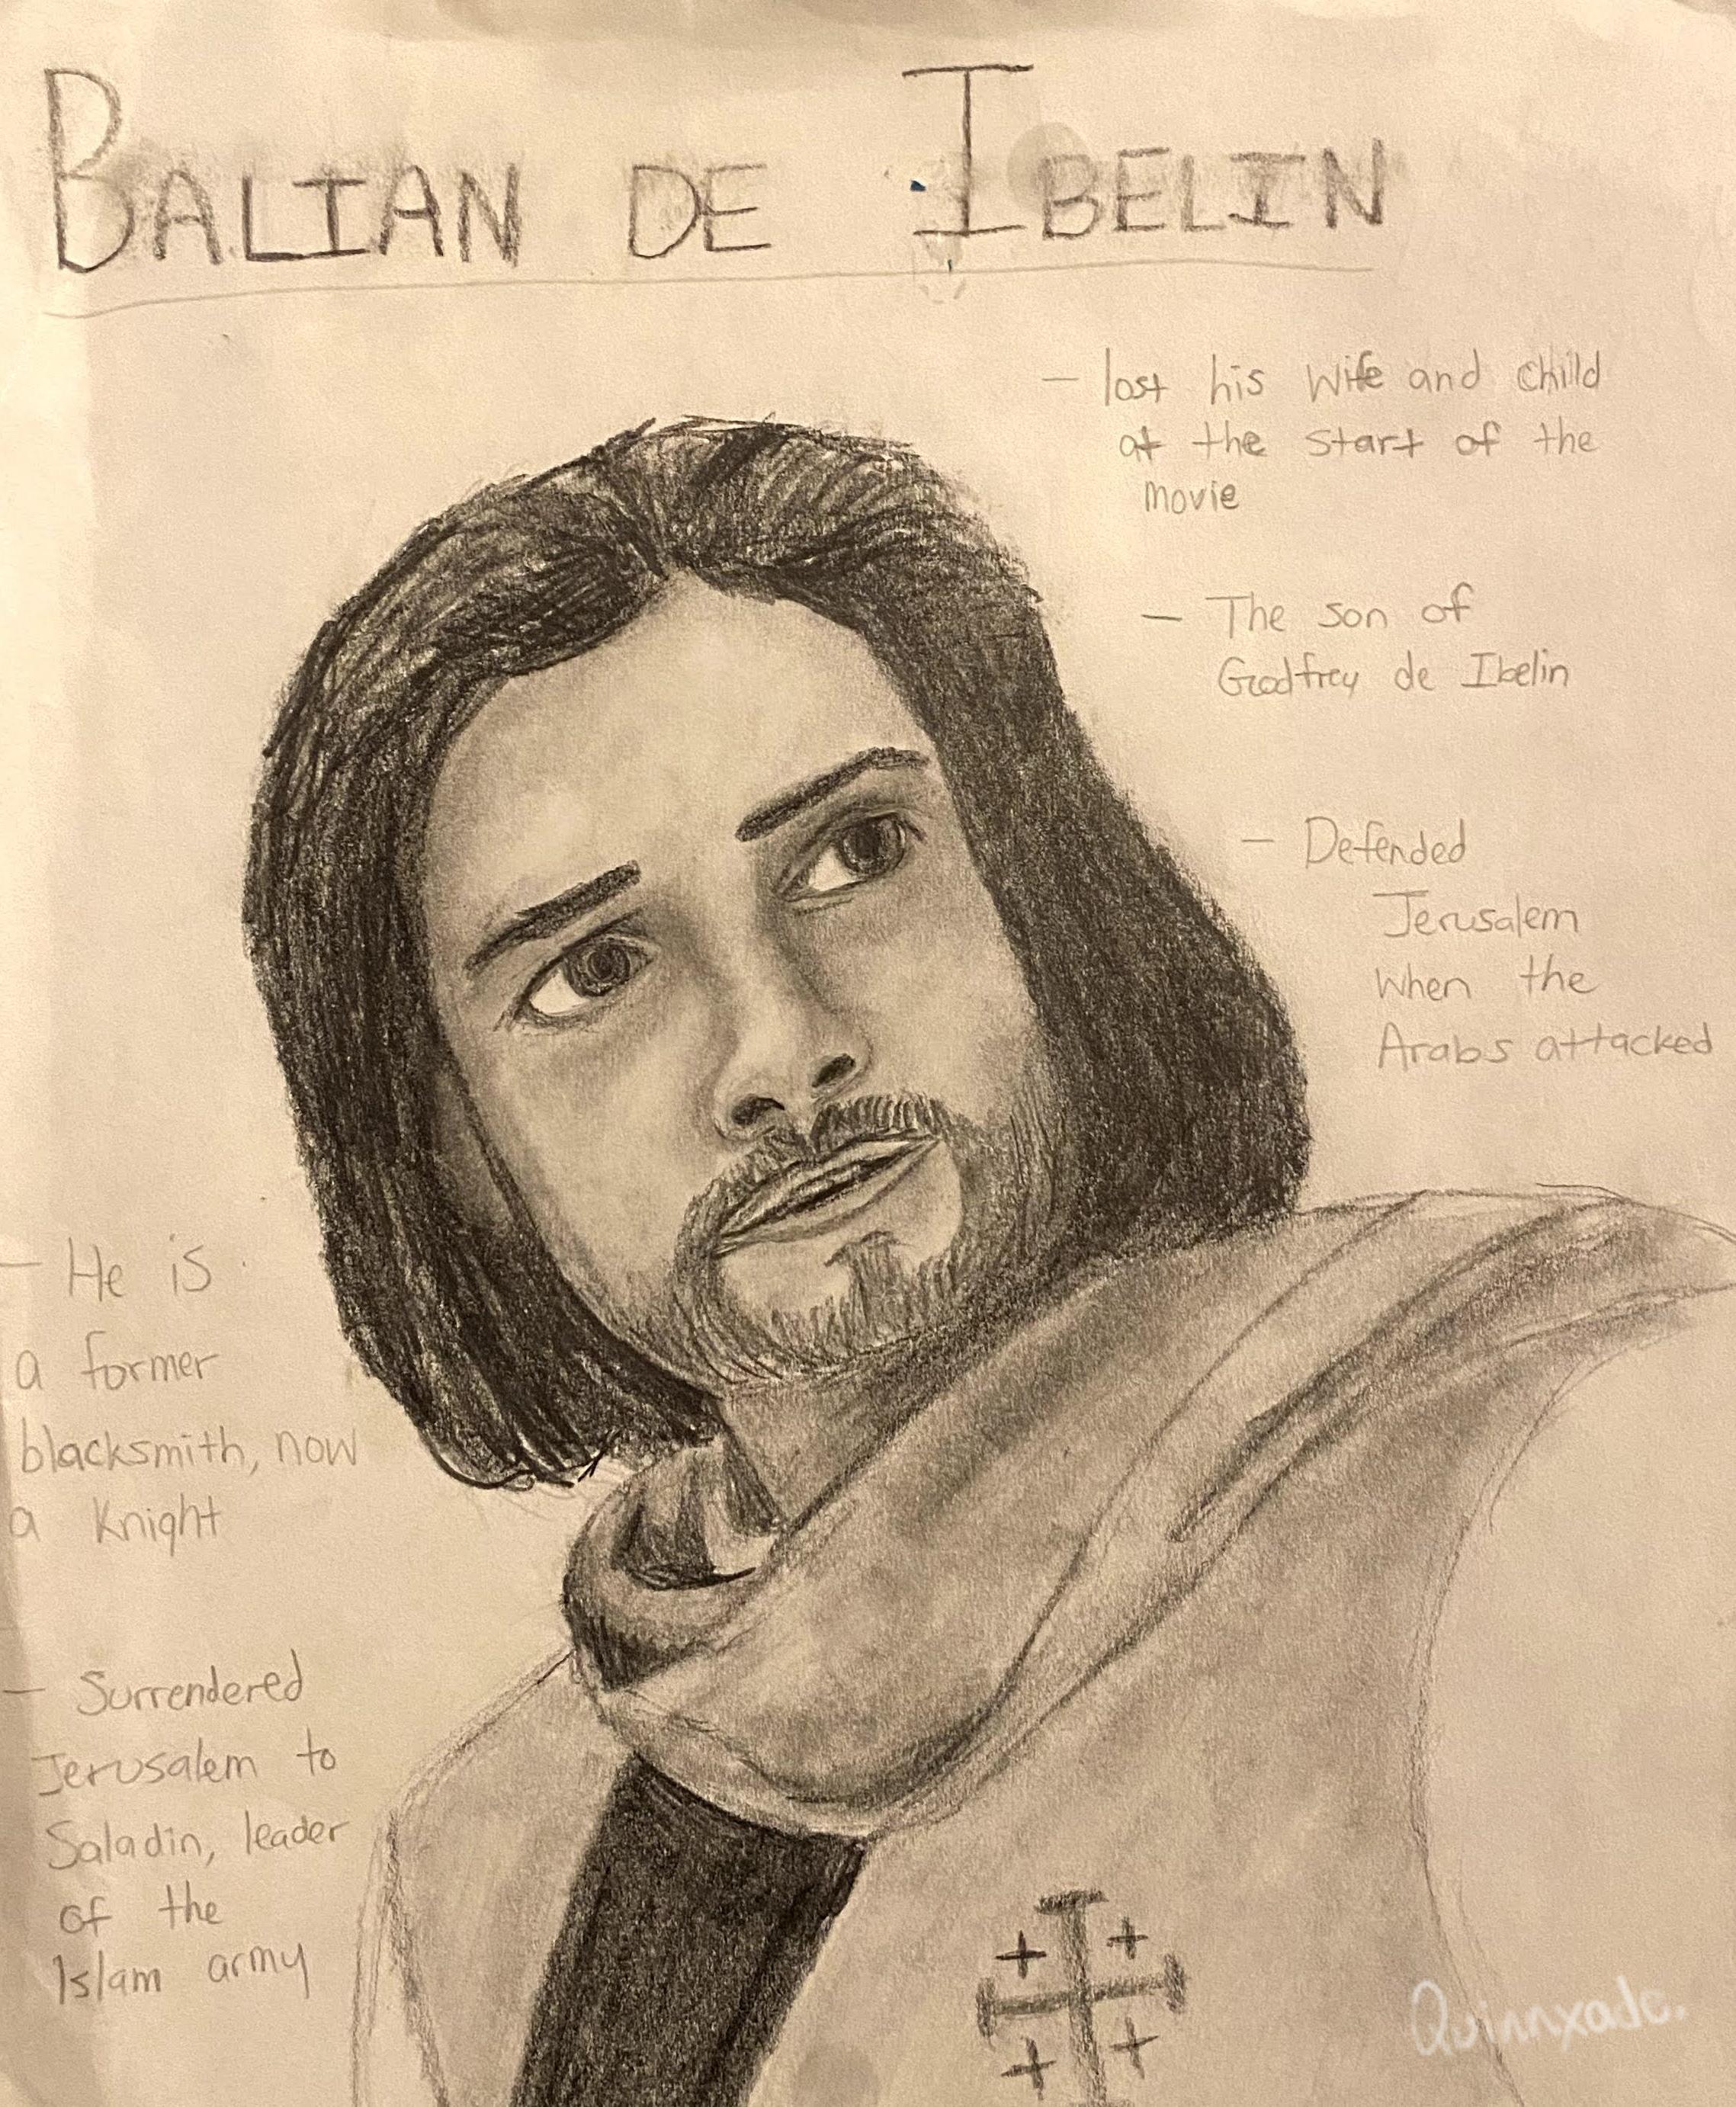 BALIAN DE IBELIN
— lost his wife and child
at the start of the
movie
— The son of
Godfrey de Ibelin
— Defended
Jerusalem
when the
Arabs attacked
— He is
a former
blacksmith, now
a Knight
— Surrendered
Jerusalem to
Saladin, leader
of the
Islam army
Quinnxade.